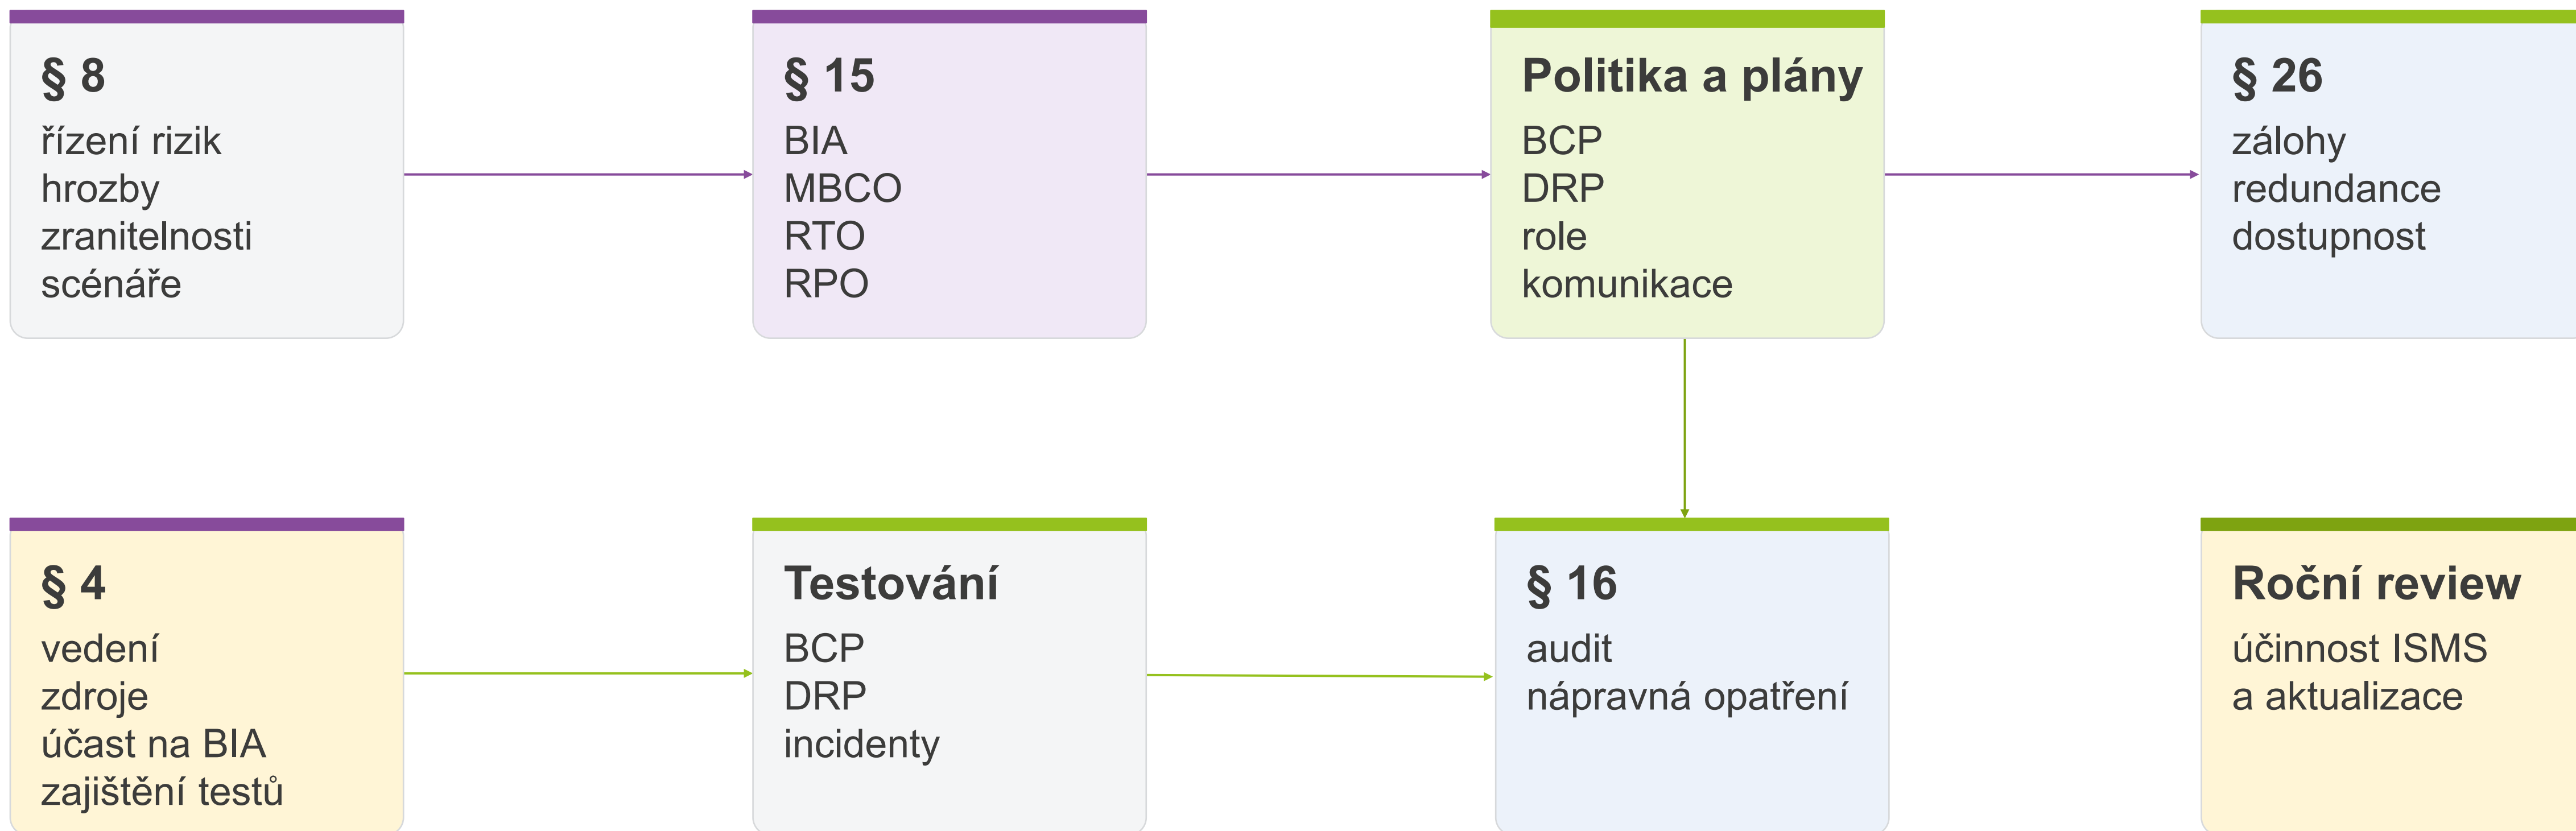 § 8
řízení rizik
hrozby
zranitelnosti
scénáře
§ 15
BIA
MBCO
RTO
RPO
Politika a plány
BCP
DRP
role
komunikace
§ 26
zálohy
redundance
dostupnost
§ 4
vedení
zdroje
účast na BIA
zajištění testů
Testování
BCP
DRP
incidenty
§ 16
audit
nápravná opatření
Roční review
účinnost ISMS
a aktualizace